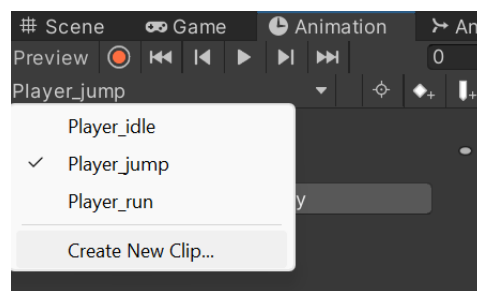 Scene Game Animation An
Preview 0
Player_jump
Player_idle
Player_jump
Player_run
y
Create New Clip...